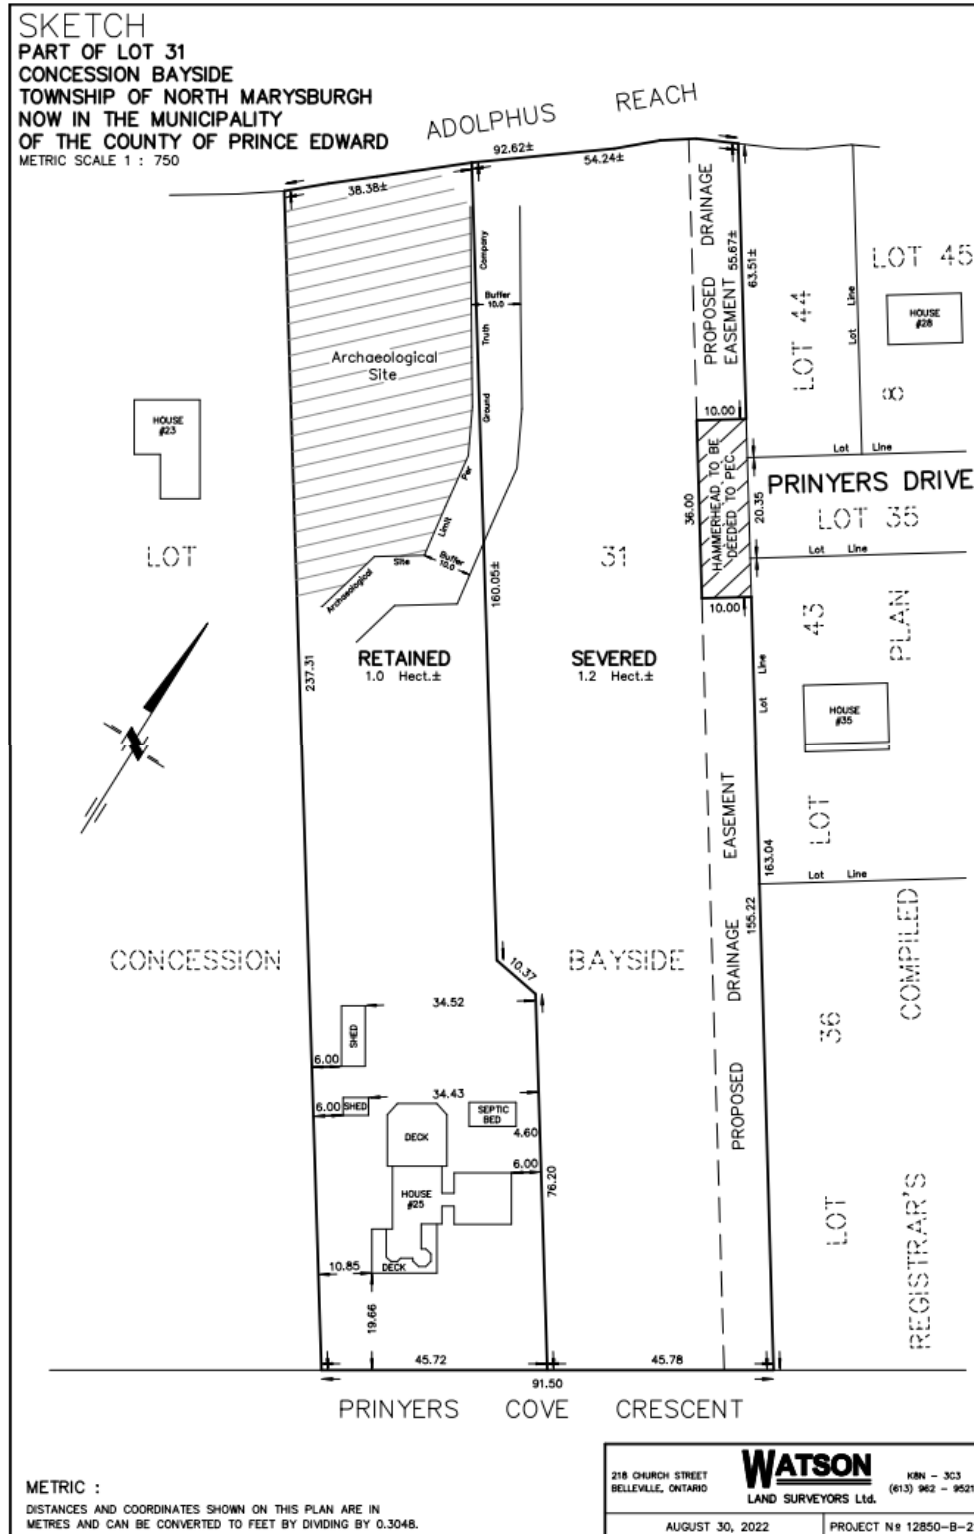 SKETCH
PART OF LOT 31
CONCESSION BAYSIDE
TOWNSHIP OF NORTH MARYSBURGH
NOW IN THE MUNICIPALITY
OF THE COUNTY OF PRINCE EDWARD
METRIC SCALE 1 : 750
ADOLPHUS REACH
92.62±
38.38±
54.24±
PROPOSED DRAINAGE
EASEMENT
55.67±
63.51±
LOT 44
Lot Line
LOT 45
HOUSE
#28
8
Company
Truth
Ground
Per
Limit
Site
Archaeological
Buffer
10.0
Archaeological
Site
HOUSE
#23
10.00
Lot Line
HAMMERHEAD TO BE
DEEDED TO PEC
36.00
20.35
PRINYERS DRIVE
LOT 35
Lot Line
LOT
31
Buffer
10.0
160.05±
10.00
43
PLAN
RETAINED
1.0 Hect.±
SEVERED
1.2 Hect.±
237.31
Lot Line
HOUSE
#35
LOT
EASEMENT
163.04
Lot Line
155.22
CONCESSION
BAYSIDE
DRAINAGE
COMPILED
10.37
34.52
SHED
36
6.00
34.43
6.00
SHED
SEPTIC
BED
PROPOSED
DECK
4.60
6.00
HOUSE
#25
76.20
LOT
REGISTRAR'S
10.85
DECK
19.66
45.72
45.78
91.50
PRINYERS COVE CRESCENT
METRIC :
DISTANCES AND COORDINATES SHOWN ON THIS PLAN ARE IN
METRES AND CAN BE CONVERTED TO FEET BY DIVIDING BY 0.3048.
218 CHURCH STREET
BELLEVILLE, ONTARIO
WATSON
LAND SURVEYORS Ltd.
K8N - 3C3
(613) 962 - 9521
AUGUST 30, 2022
PROJECT Nº 12850-B-2